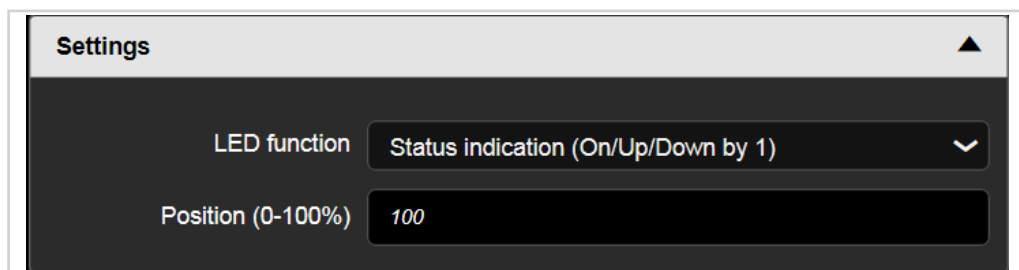 Settings
LED function Status indication (On/Up/Down by 1)
Position (0-100%) 100